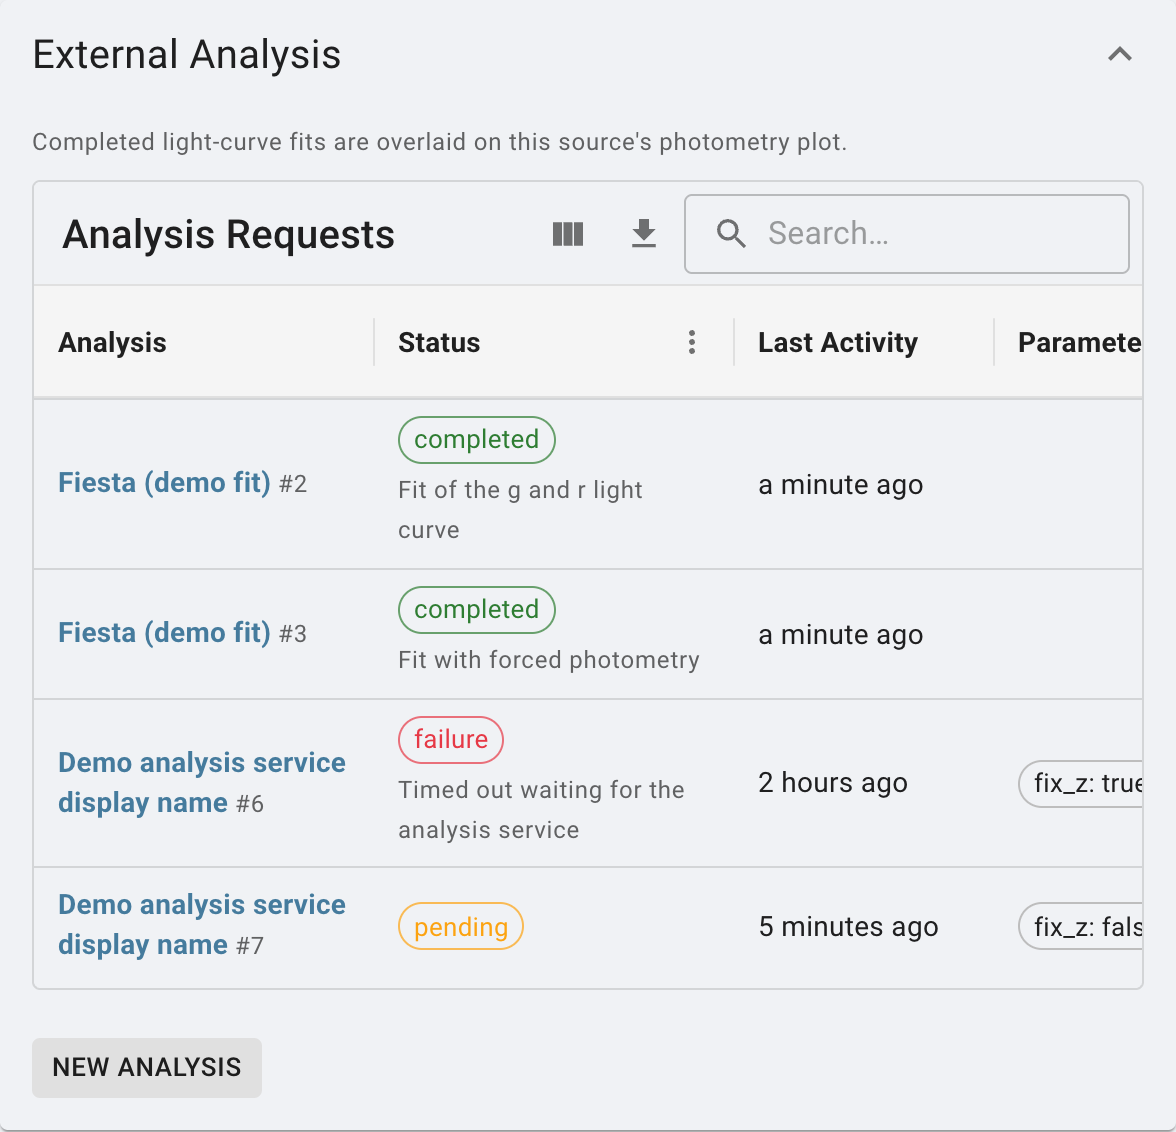 External Analysis
Completed light-curve fits are overlaid on this source's photometry plot.
Analysis Requests
Search…
Analysis Status Last Activity Paramete
completed
Fiesta (demo fit) #2
Fit of the g and r light
curve
a minute ago
completed
Fiesta (demo fit) #3
Fit with forced photometry
a minute ago
failure
Demo analysis service
display name #6
Timed out waiting for the
analysis service
2 hours ago
fix_z: true
Demo analysis service
display name #7
pending
5 minutes ago
fix_z: fals
NEW ANALYSIS